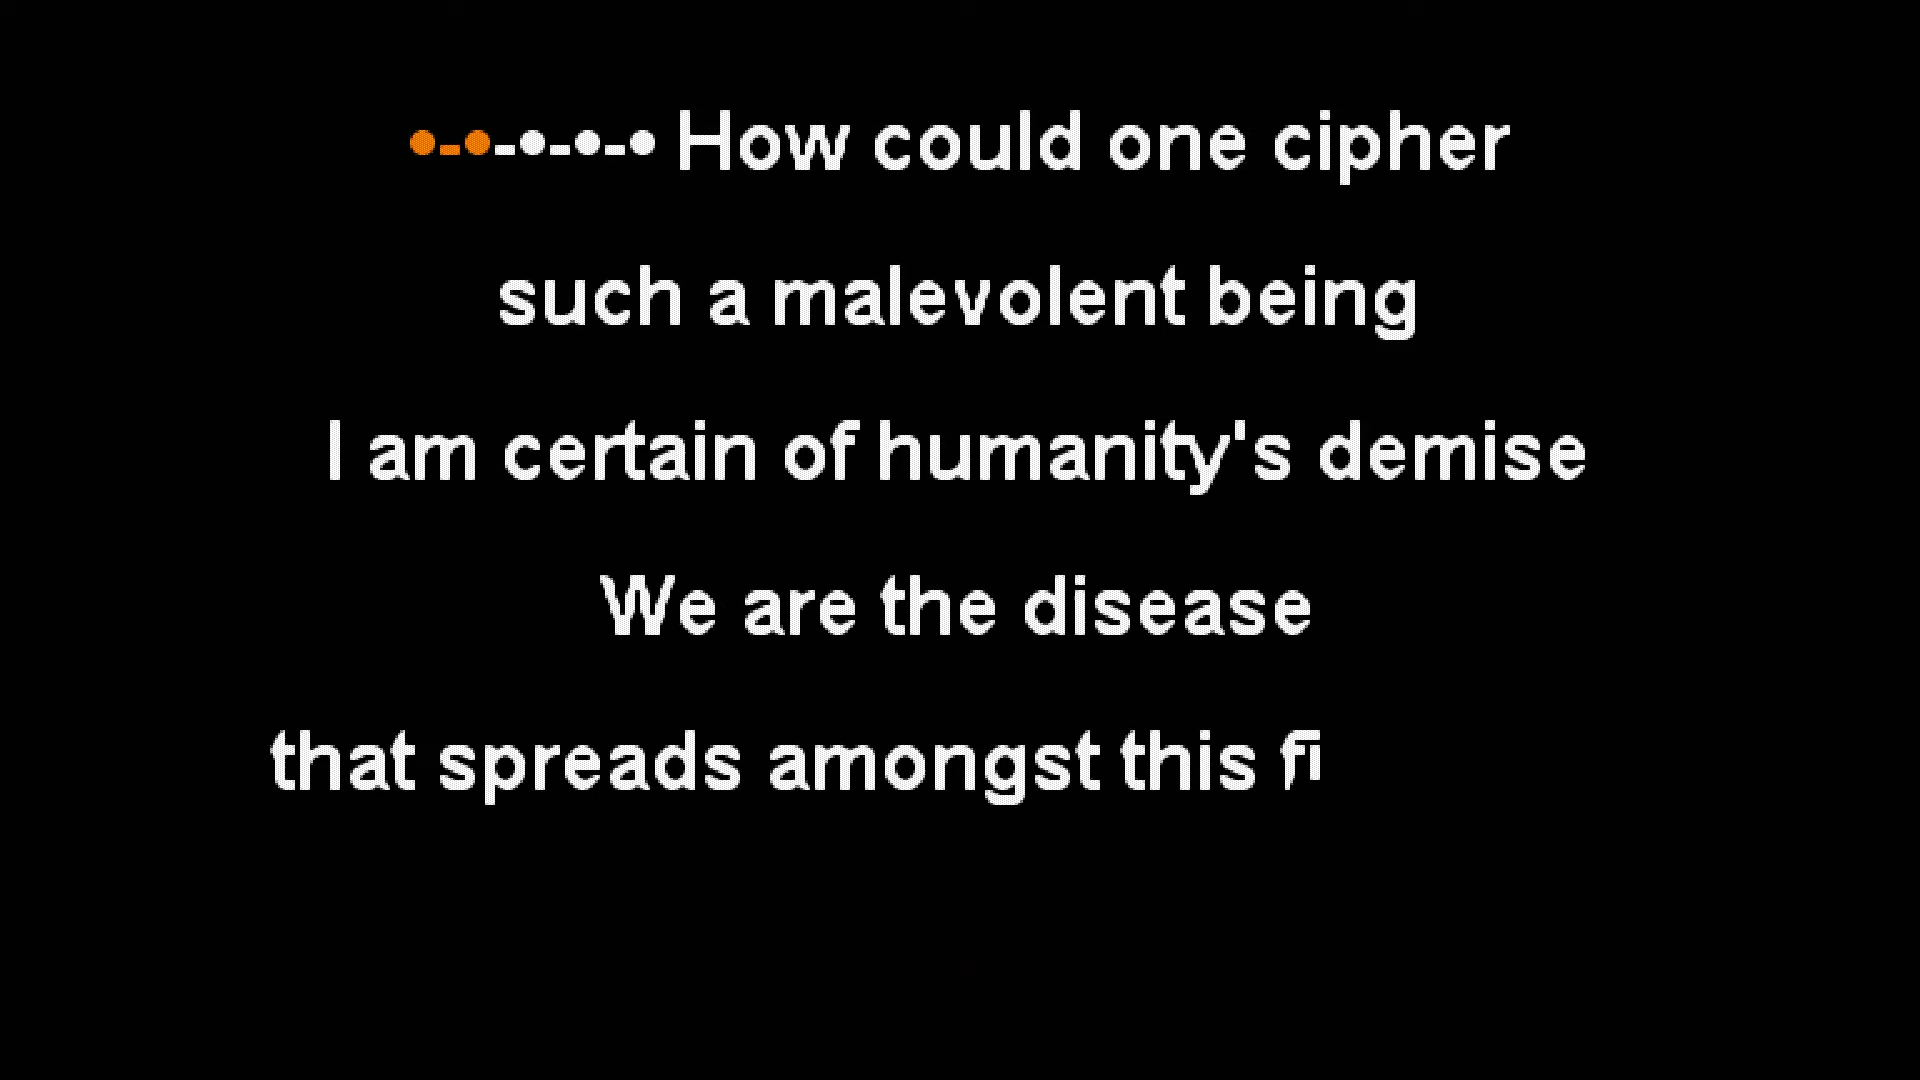 •-•-•-•-• How could one cipher
such a malevolent being
I am certain of humanity's demise
We are the disease
that spreads amongst this fi